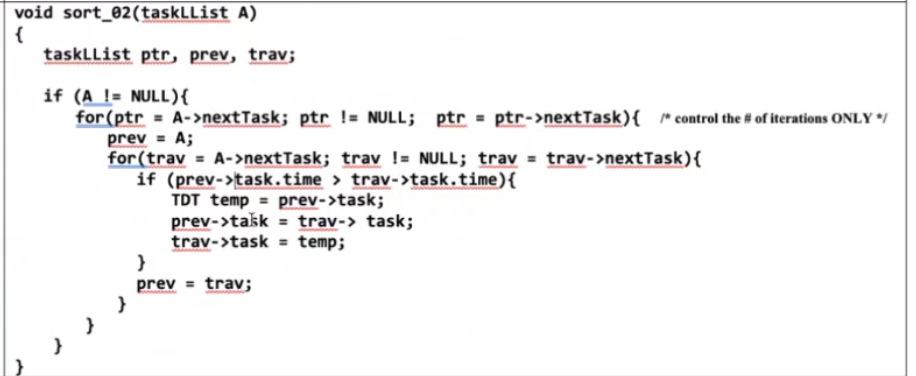 void sort_02(taskLList A)
{
taskLList ptr, prev, trav;
if (A != NULL){
for(ptr = A->nextTask; ptr != NULL; ptr = ptr->nextTask){ /* control the # of iterations ONLY */
prev = A;
for(trav = A->nextTask; trav != NULL; trav = trav->nextTask){
if (prev->task.time > trav->task.time){
TDT temp = prev->task;
prev->task = trav-> task;
trav->task = temp;
}
prev = trav;
}
}
}
}